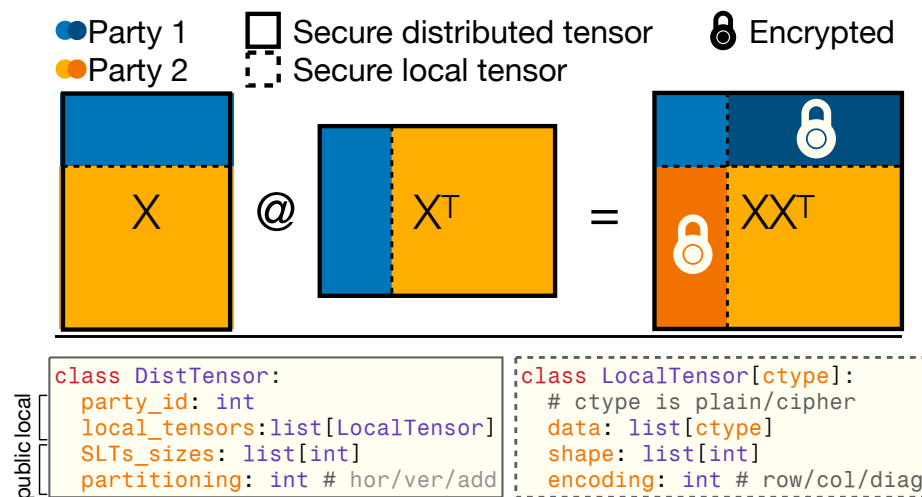 Party 1
Party 2
Secure distributed tensor
Secure local tensor
Encrypted
X
@
Xᵀ
=
XXᵀ
public local
class DistTensor:
party_id: int
local_tensors:list[LocalTensor]
SLTs_sizes: list[int]
partitioning: int # hor/ver/add
class LocalTensor[ctype]:
# ctype is plain/cipher
data: list[ctype]
shape: list[int]
encoding: int # row/col/diag